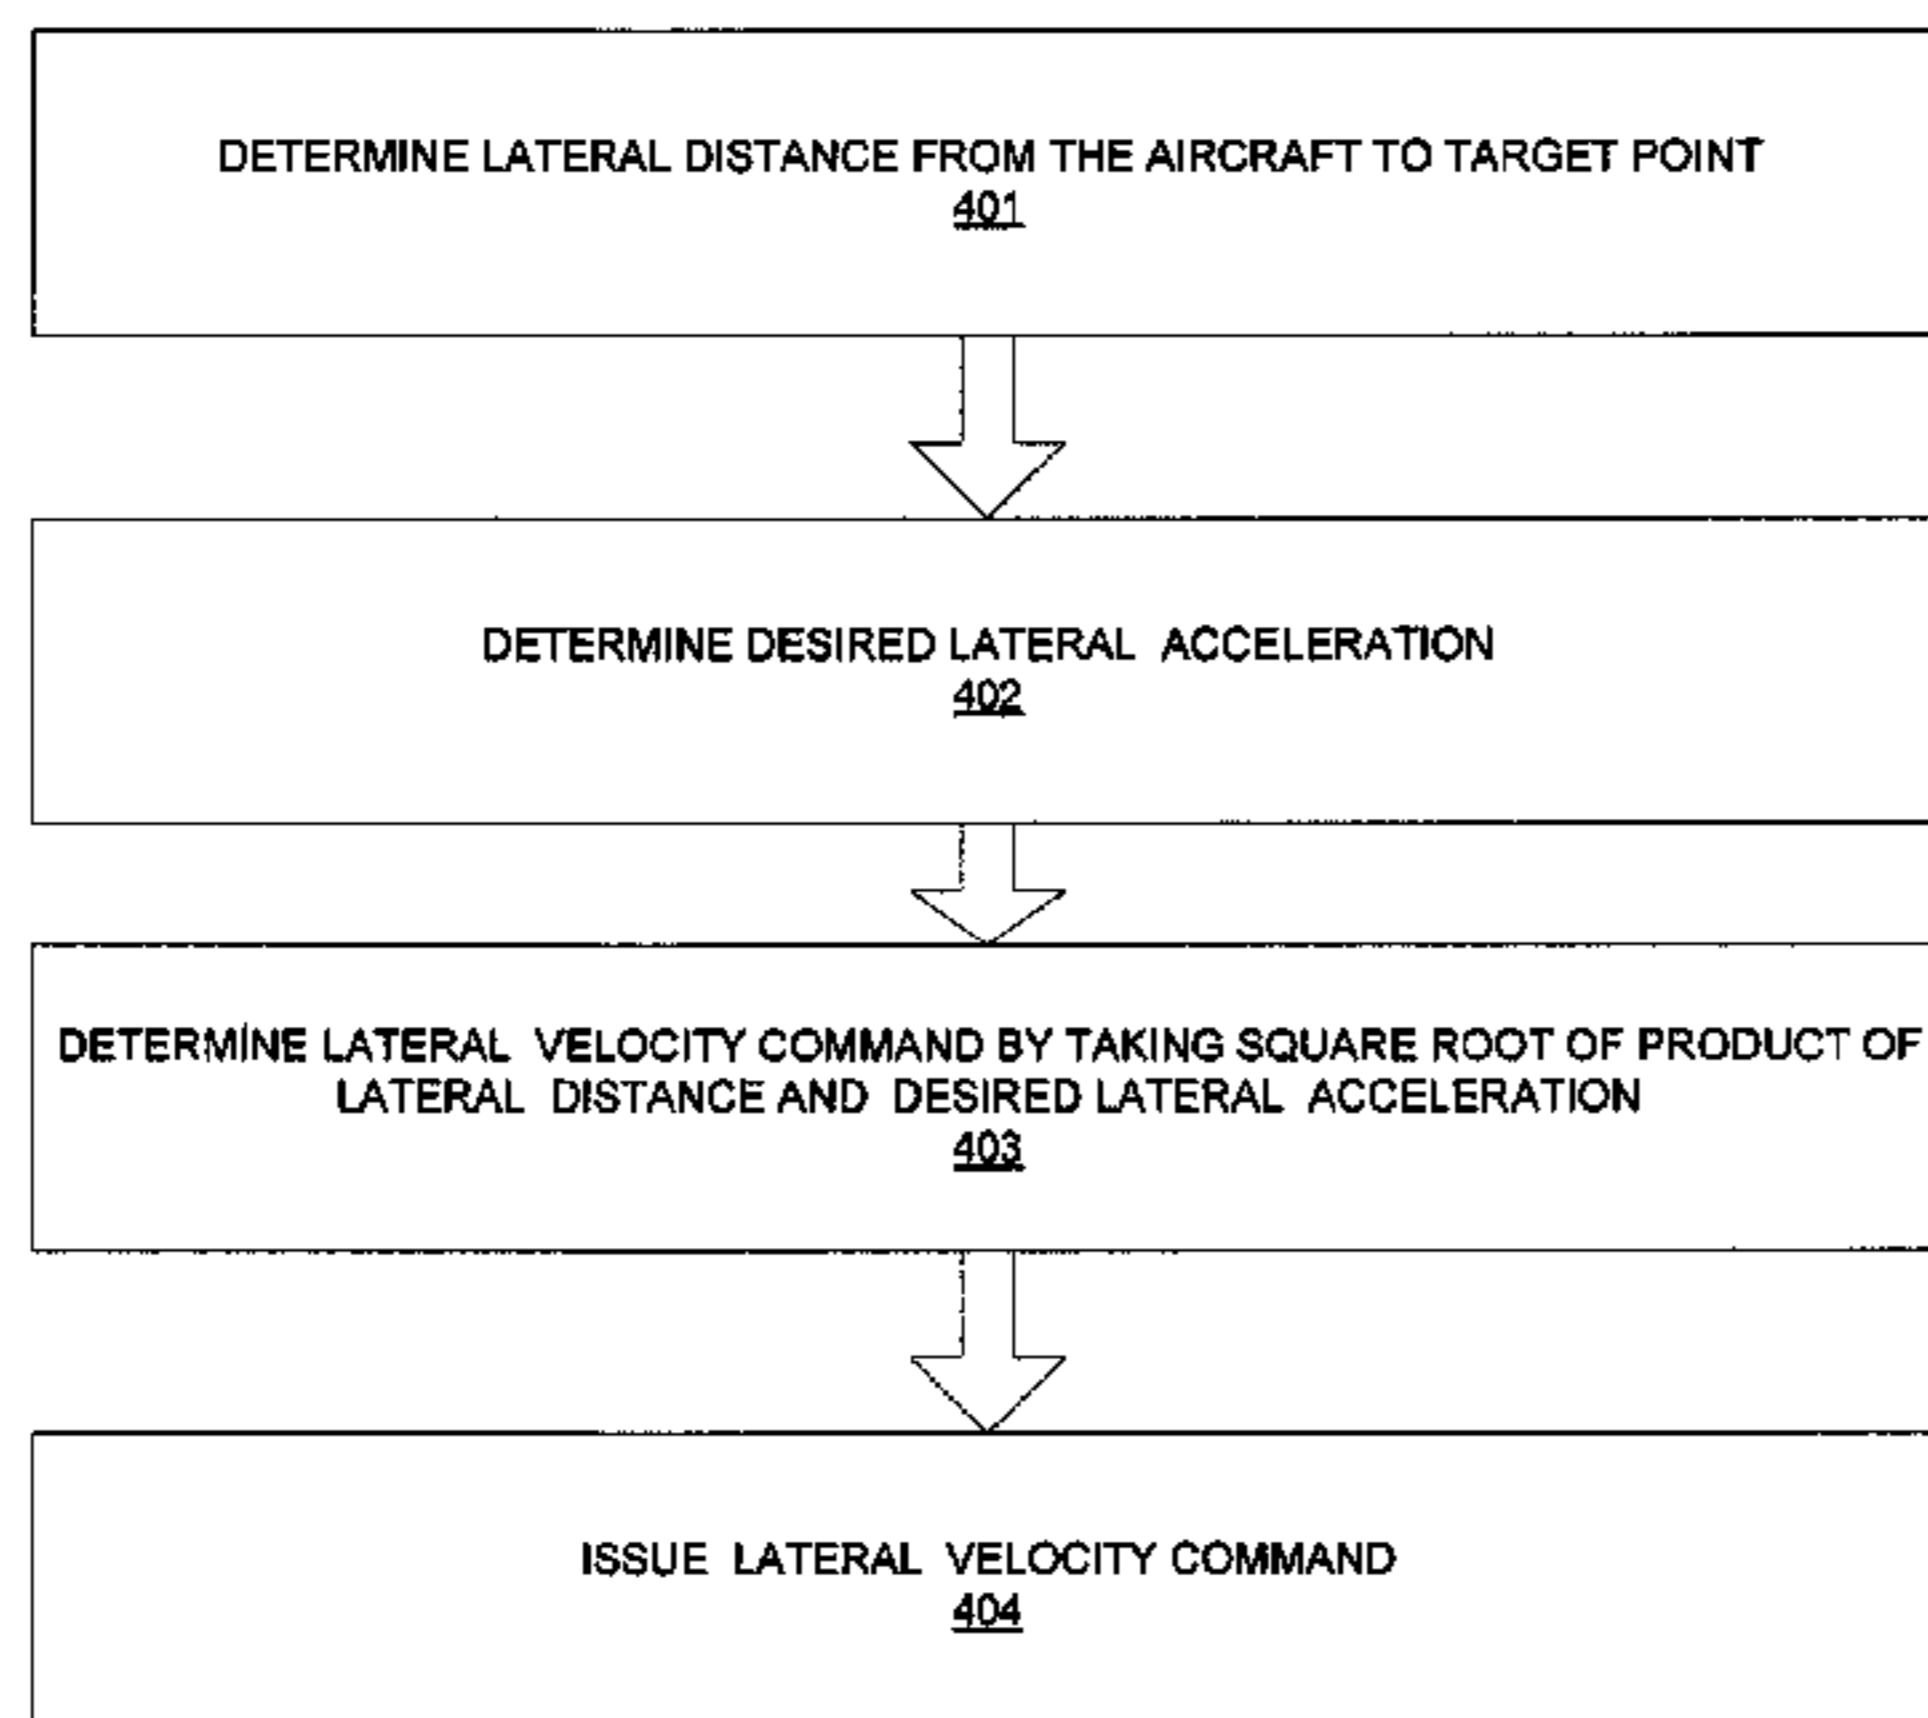 DETERMINE LATERAL DISTANCE FROM THE AIRCRAFT TO TARGET POINT
401
DETERMINE DESIRED LATERAL ACCELERATION
402
DETERMINE LATERAL VELOCITY COMMAND BY TAKING SQUARE ROOT OF PRODUCT OF
LATERAL DISTANCE AND DESIRED LATERAL ACCELERATION
403
ISSUE LATERAL VELOCITY COMMAND
404